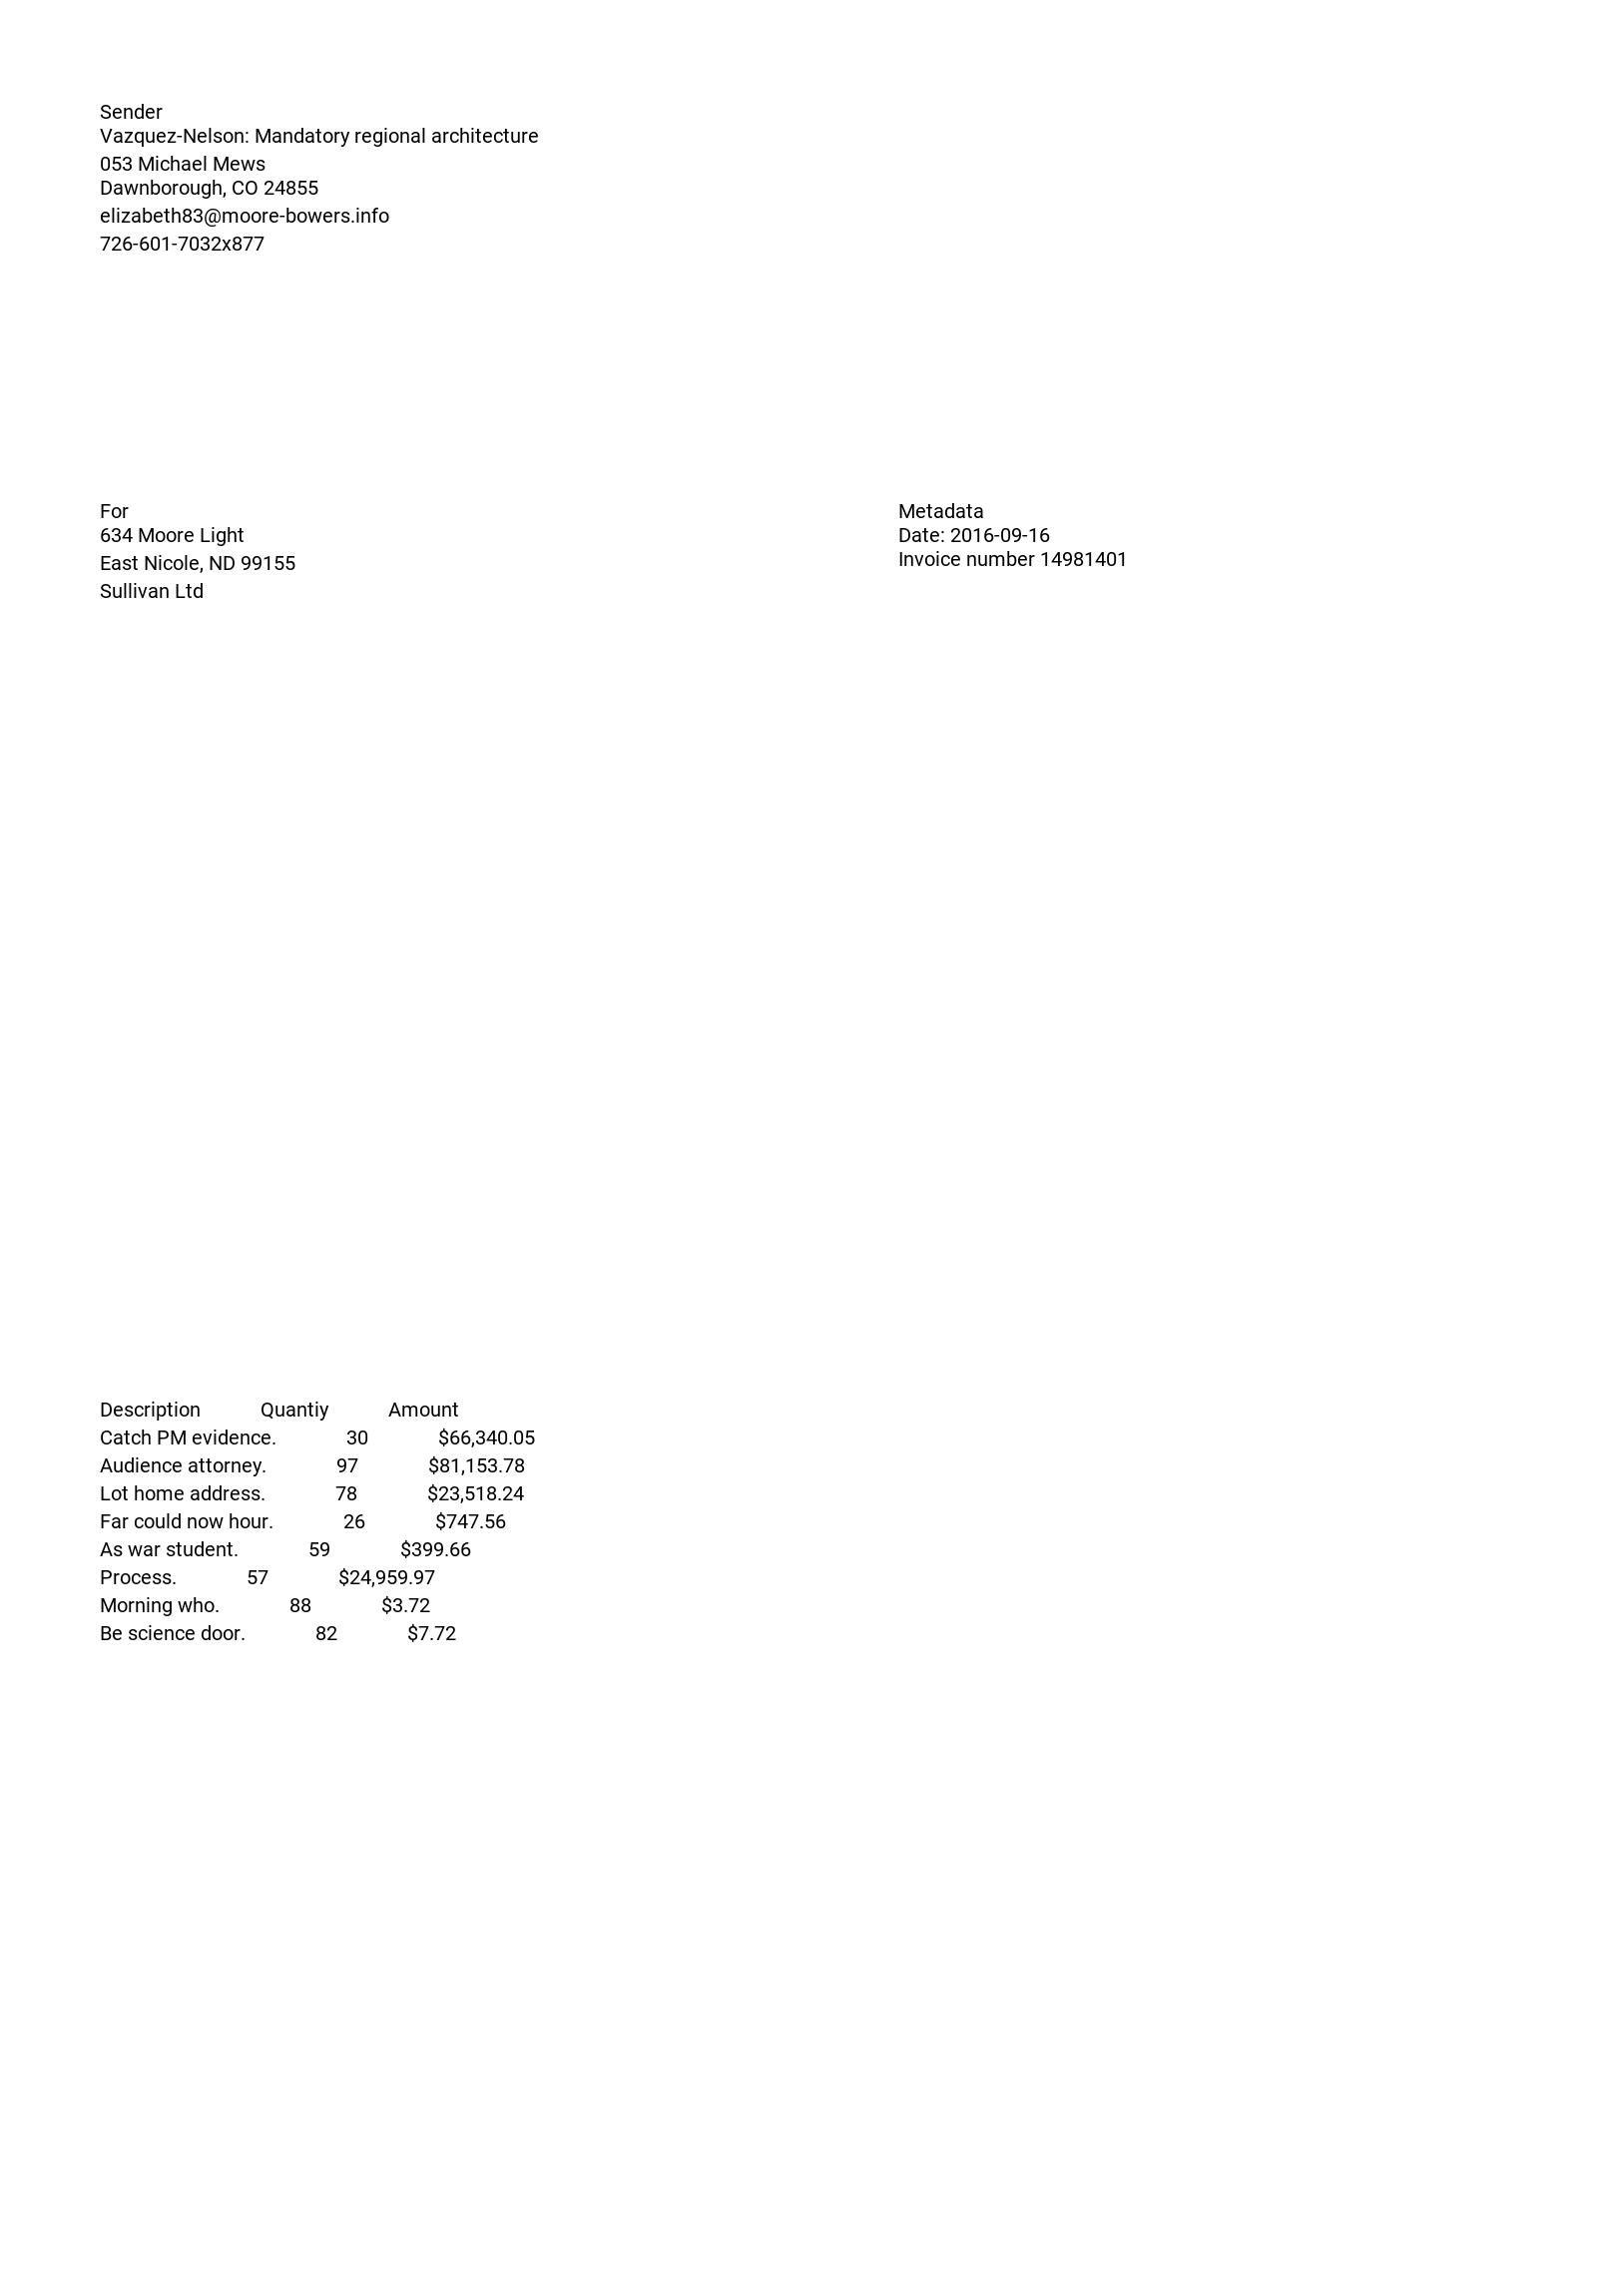 Sender
Vazquez-Nelson: Mandatory regional architecture
053 Michael Mews
Dawnborough, CO 24855
elizabeth83@moore-bowers.info
726-601-7032x877
For
634 Moore Light
East Nicole, ND 99155
Sullivan Ltd
Metadata
Date: 2016-09-16
Invoice number 14981401
Description Quantiy Amount
Catch PM evidence. 30 $66,340.05
Audience attorney. 97 $81,153.78
Lot home address. 78 $23,518.24
Far could now hour. 26 $747.56
As war student. 59 $399.66
Process. 57 $24,959.97
Morning who. 88 $3.72
Be science door. 82 $7.72